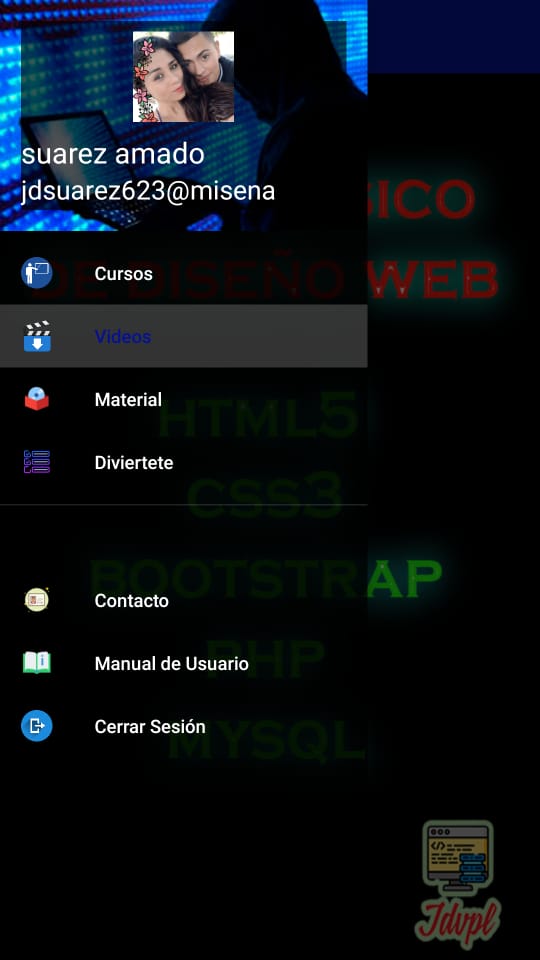 suarez amado
jdsuarez623@misena
SICO
DE DISEÑO WEB
Cursos
Videos
Material
HTML5
Diviertete
CSS3
BOOTSTRAP
Contacto
PHP
Manual de Usuario
Cerrar Sesión
MYSQL
Jdvpl